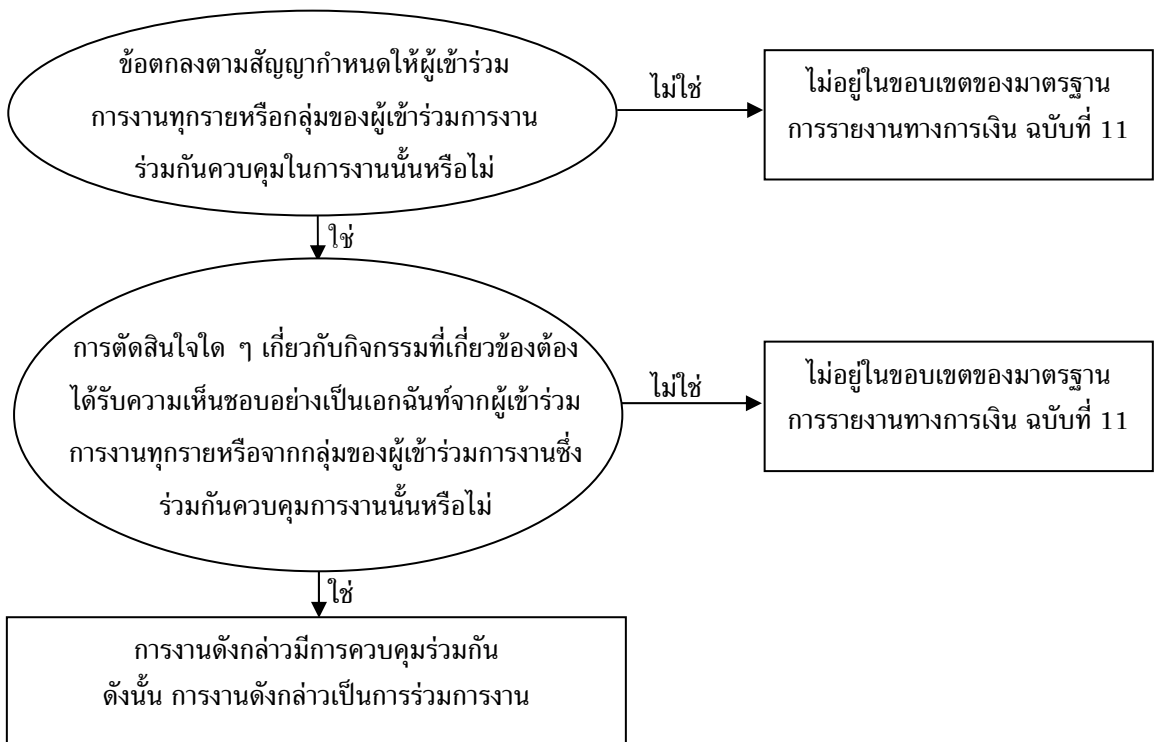 ข้อตกลงตามสัญญากำหนดให้ผู้เข้าร่วม
การงานทุกรายหรือกลุ่มของผู้เข้าร่วมการงาน
ร่วมกันควบคุมในการงานนั้นหรือไม่
ไม่ใช่
ไม่อยู่ในขอบเขตของมาตรฐาน
การรายงานทางการเงิน ฉบับที่ 11
ใช่
การตัดสินใจใด ๆ เกี่ยวกับกิจกรรมที่เกี่ยวข้องต้อง
ได้รับความเห็นชอบอย่างเป็นเอกฉันท์จากผู้เข้าร่วม
การงานทุกรายหรือจากกลุ่มของผู้เข้าร่วมการงานซึ่ง
ร่วมกันควบคุมการงานนั้นหรือไม่
ไม่ใช่
ไม่อยู่ในขอบเขตของมาตรฐาน
การรายงานทางการเงิน ฉบับที่ 11
ใช่
การงานดังกล่าวมีการควบคุมร่วมกัน
ดังนั้น การงานดังกล่าวเป็นการร่วมการงาน